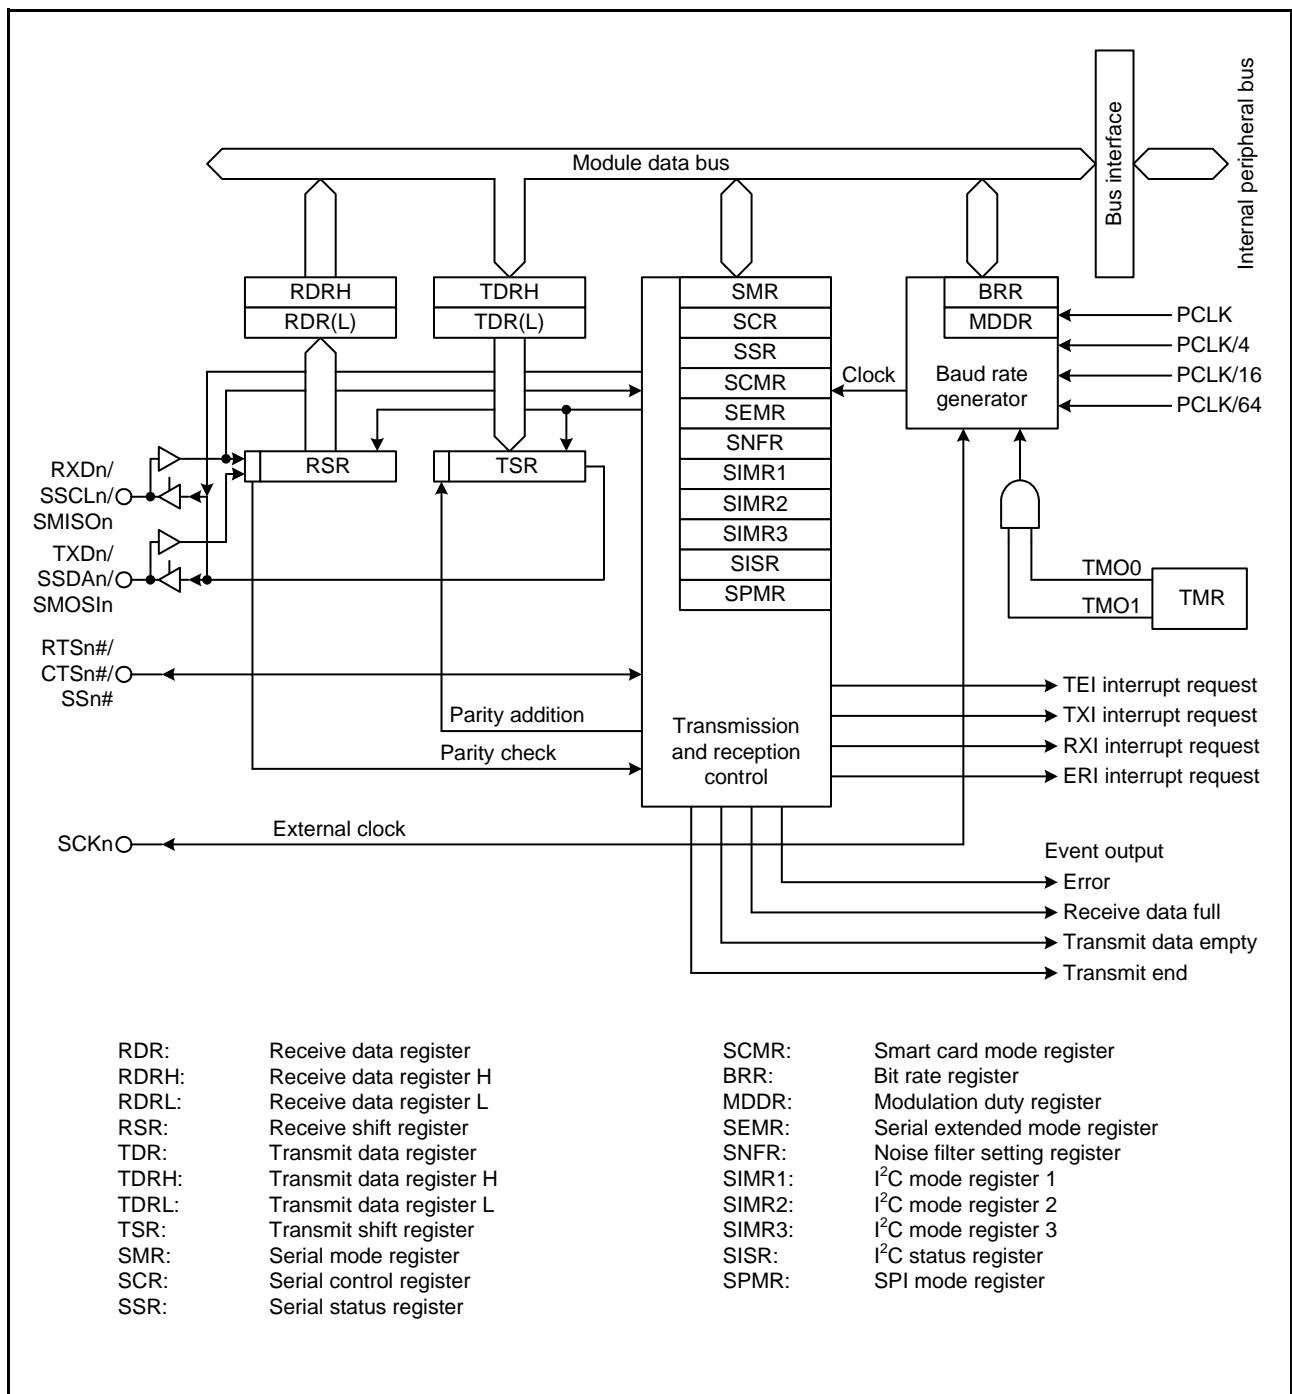 Module data bus
Bus interface
Internal peripheral bus
RDRH
RDR(L)
TDRH
TDR(L)
SMR
SCR
SSR
SCMR
SEMR
SNFR
SIMR1
SIMR2
SIMR3
SISR
SPMR
Transmission
and reception
control
BRR
MDDR
Baud rate
generator
Clock
PCLK
PCLK/4
PCLK/16
PCLK/64
RSR
TSR
RXDn/
SSCLn/
SMISOn
TXDn/
SSDAn/
SMOSIn
RTSn#/
CTSn#/
SSn#
TMO0
TMO1
TMR
Parity addition
Parity check
TEI interrupt request
TXI interrupt request
RXI interrupt request
ERI interrupt request
SCKn
External clock
Event output
Error
Receive data full
Transmit data empty
Transmit end
RDR: Receive data register
RDRH: Receive data register H
RDRL: Receive data register L
RSR: Receive shift register
TDR: Transmit data register
TDRH: Transmit data register H
TDRL: Transmit data register L
TSR: Transmit shift register
SMR: Serial mode register
SCR: Serial control register
SSR: Serial status register
SCMR: Smart card mode register
BRR: Bit rate register
MDDR: Modulation duty register
SEMR: Serial extended mode register
SNFR: Noise filter setting register
SIMR1: I²C mode register 1
SIMR2: I²C mode register 2
SIMR3: I²C mode register 3
SISR: I²C status register
SPMR: SPI mode register